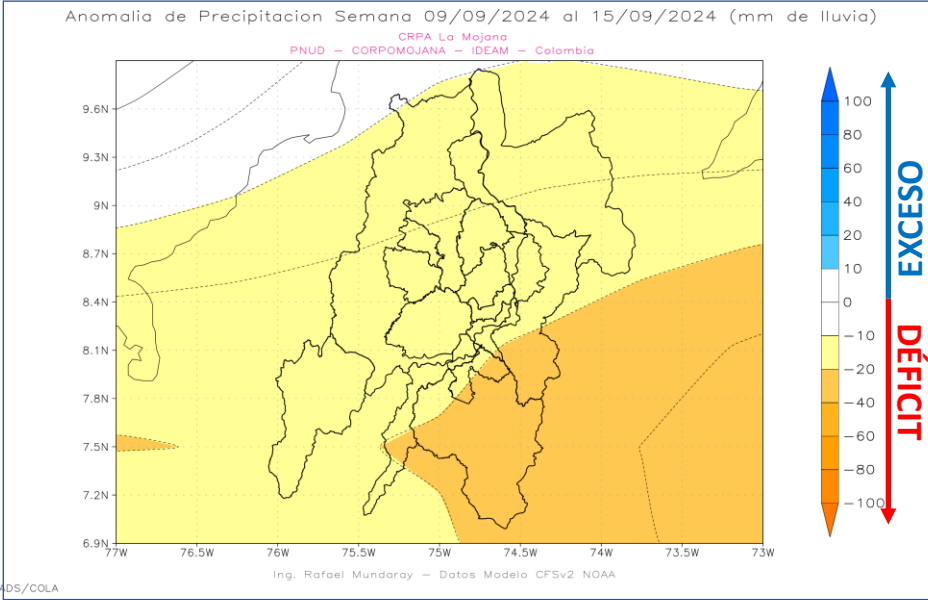 Anomalia de Precipitacion Semana 09/09/2024 al 15/09/2024 (mm de lluvia)
CRPA La Mojana
PNUD – CORPOMOJANA – IDEAM – Colombia
9.6N
9.3N
9N
8.7N
8.4N
8.1N
7.8N
7.5N
7.2N
6.9N
77W 76.5W 76W 75.5W 75W 74.5W 74W 73.5W 73W
100
80
60
40
20
10
0
−10
−20
−40
−60
−80
−100
EXCESO
DÉFICIT
Ing. Rafael Mundaray – Datos Modelo CFSv2 NOAA
ADS/COLA